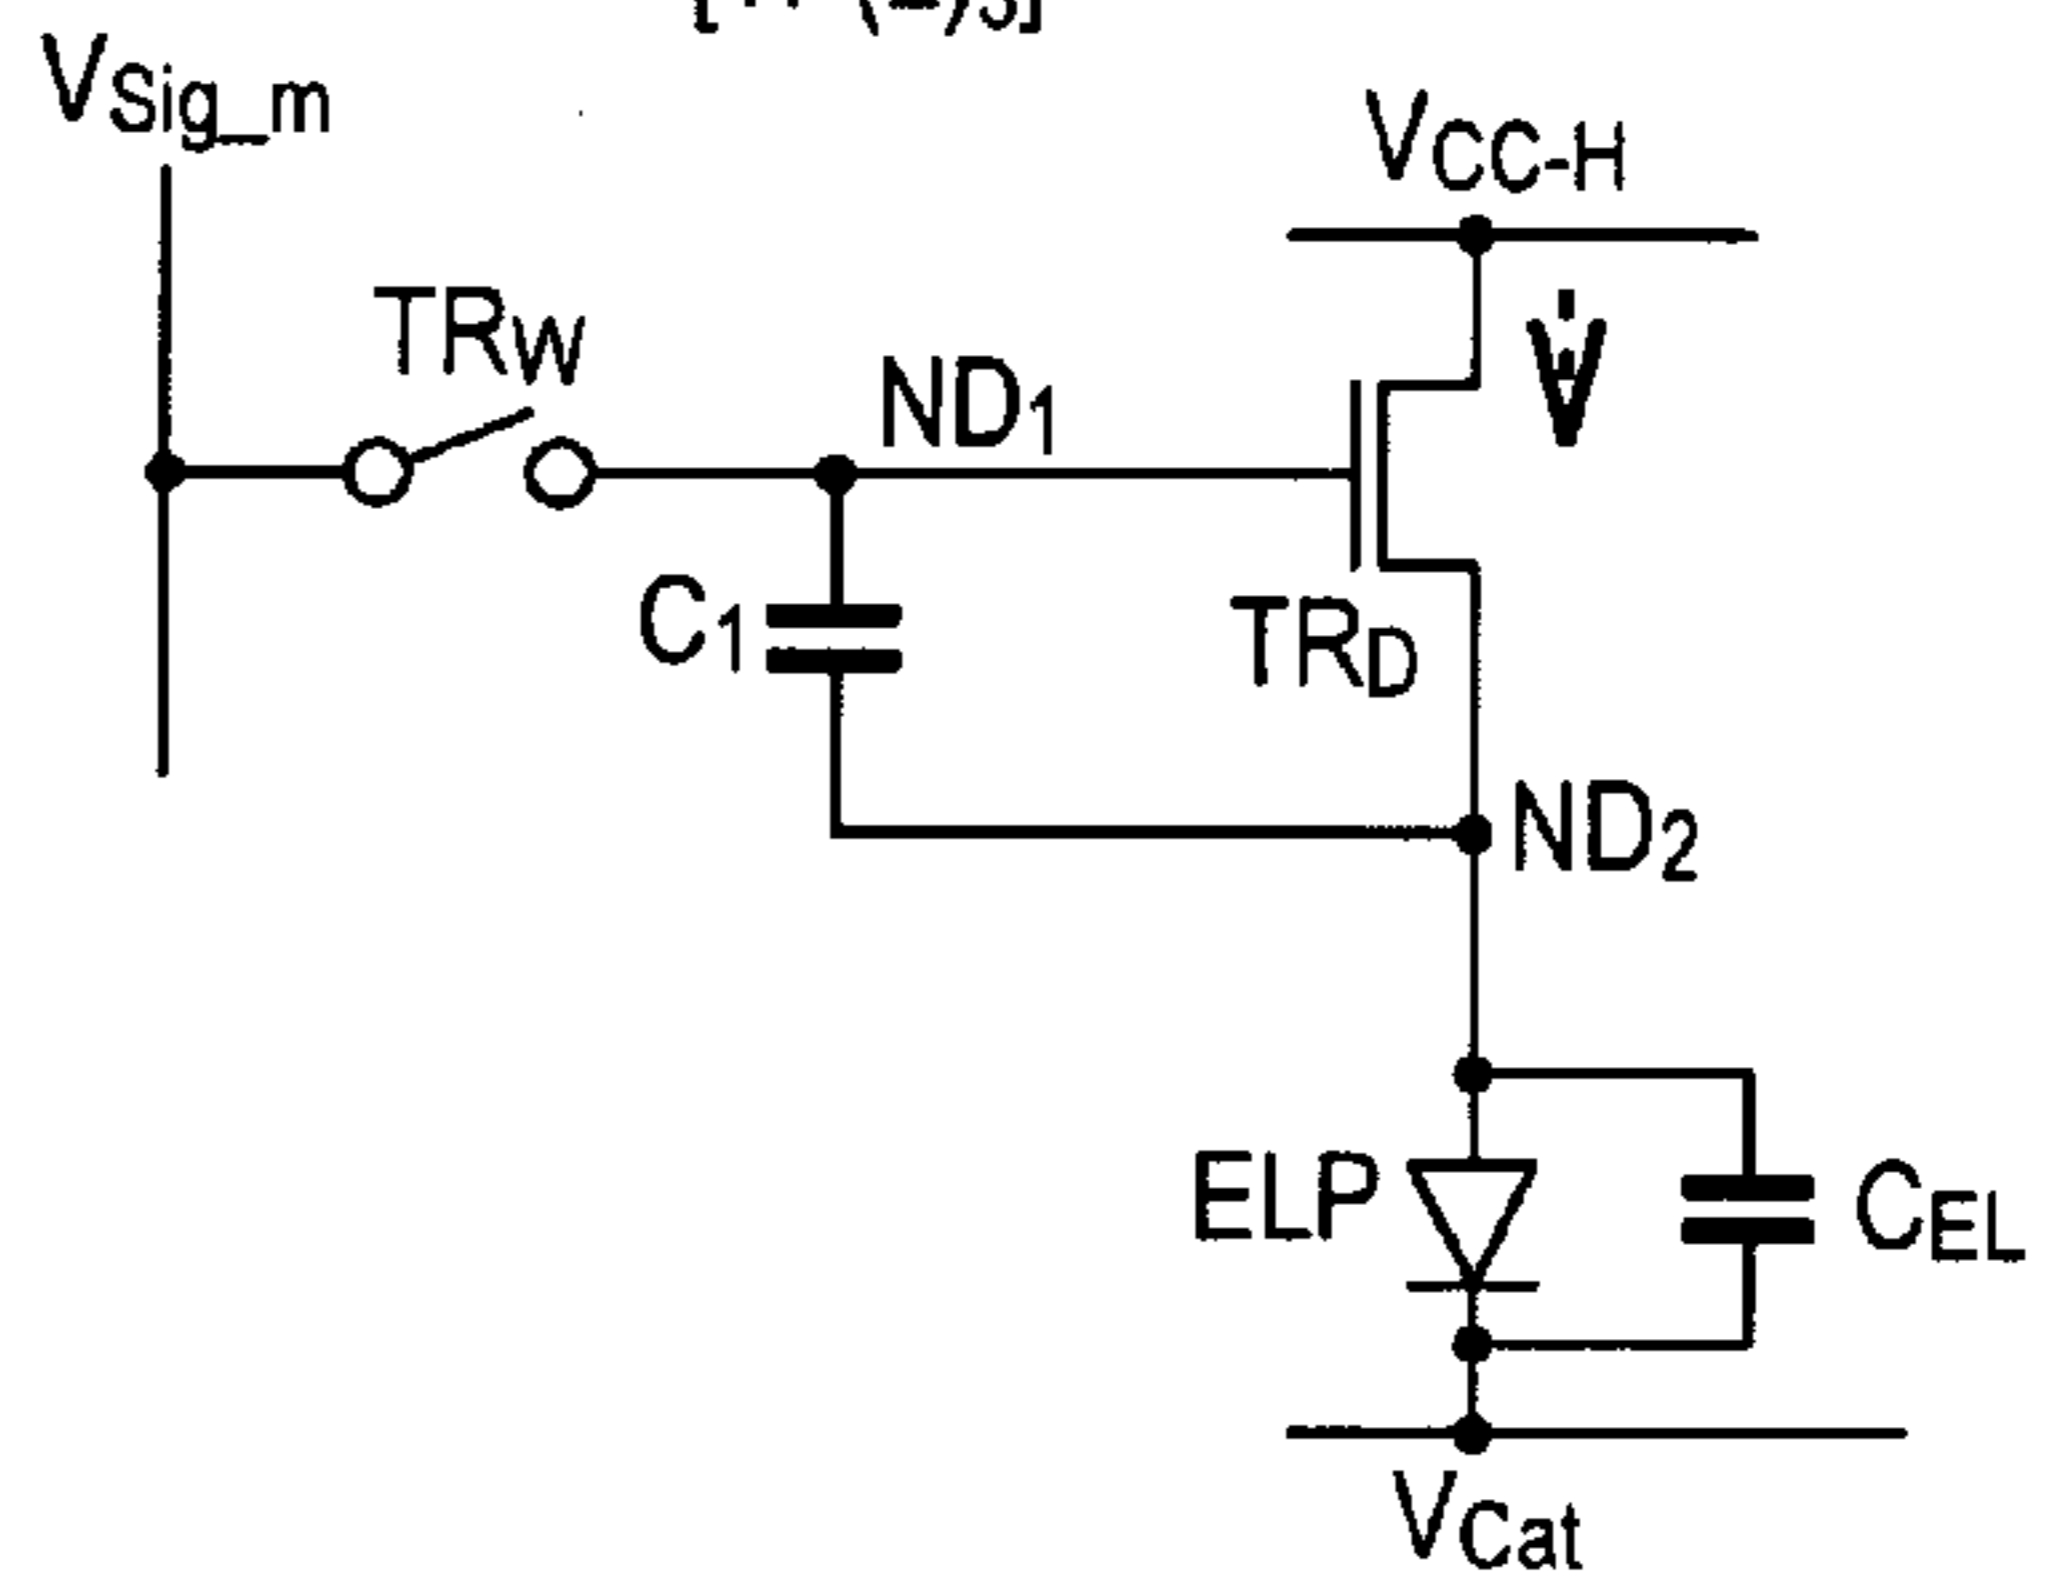 VSig_m
VCC-H
TRW
ND1
C1
TRD
ND2
ELP
CEL
VCat